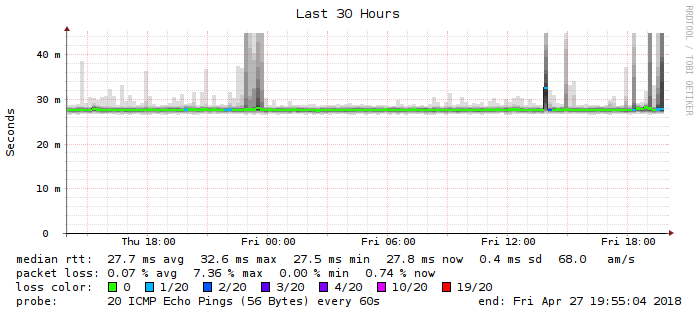 Last 30 Hours
RRDTOOL / TOBI OETIKER
Seconds
40 m
30 m
20 m
10 m
0
Thu 18:00 Fri 00:00 Fri 06:00 Fri 12:00 Fri 18:00
median rtt: 27.7 ms avg 32.6 ms max 27.5 ms min 27.8 ms now 0.4 ms sd 68.0 am/s
packet loss: 0.07 % avg 7.36 % max 0.00 % min 0.74 % now
loss color: 0 1/20 2/20 3/20 4/20 10/20 19/20
probe: 20 ICMP Echo Pings (56 Bytes) every 60s end: Fri Apr 27 19:55:04 2018